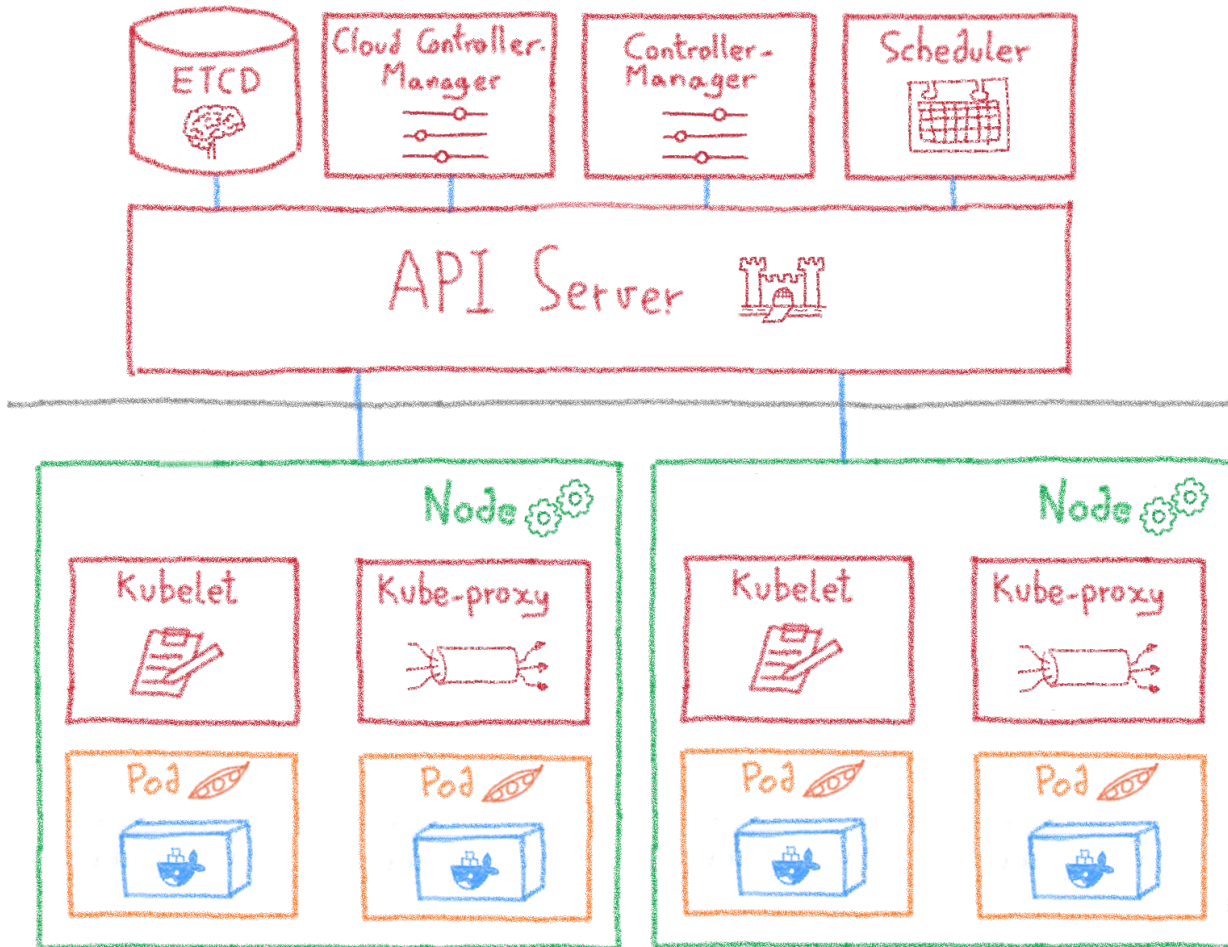 ETCD
Cloud Controller-
Manager
Controller-
Manager
Scheduler
API Server
Node
Kubelet
Kube-proxy
Pod
Pod
Node
Kubelet
Kube-proxy
Pod
Pod